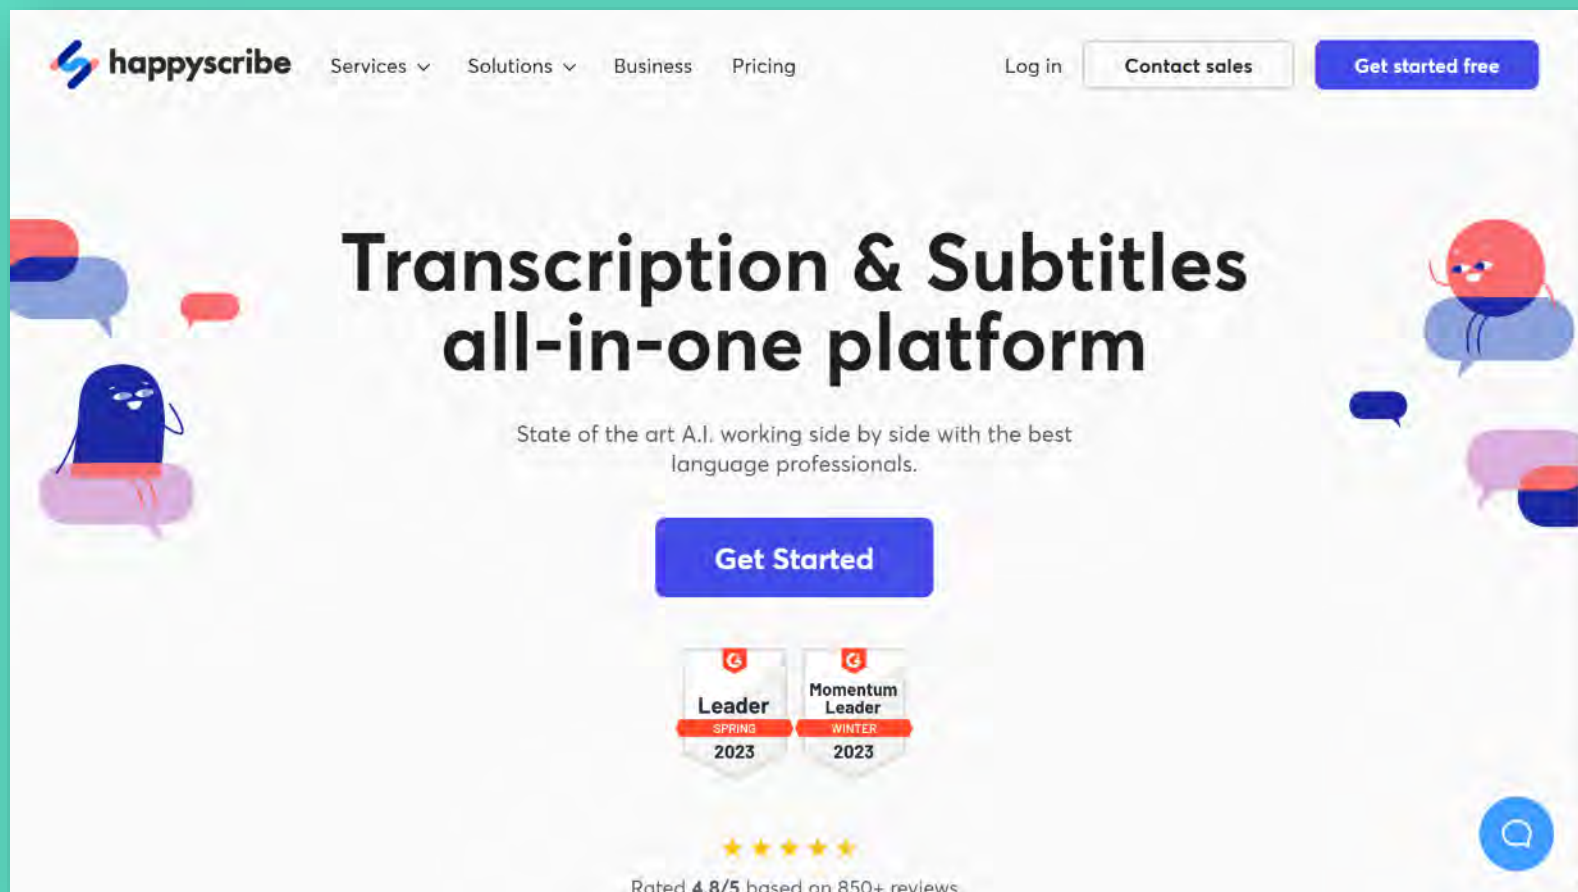 happyscribe
Services
Solutions
Business
Pricing
Log in
Contact sales
Get started free
Transcription & Subtitles
all-in-one platform
State of the art A.I. working side by side with the best
language professionals.
Get Started
Leader
SPRING
2023
Momentum
Leader
WINTER
2023
Rated 4.8/5 based on 850+ reviews